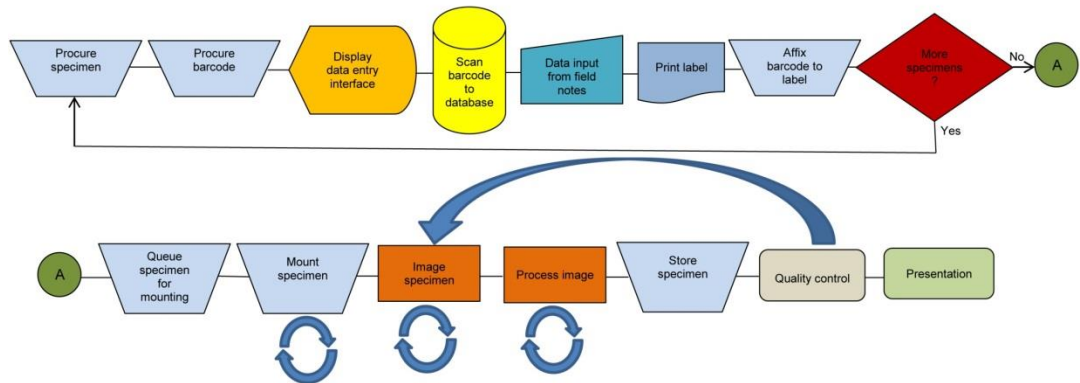 Procure
specimen
Procure
barcode
Display
data entry
interface
Scan
barcode
to
database
Data input
from field
notes
Print label
Affix
barcode to
label
More
specimens
?
No
A
Yes
A
Queue
specimen
for
mounting
Mount
specimen
Image
specimen
Process image
Store
specimen
Quality control
Presentation